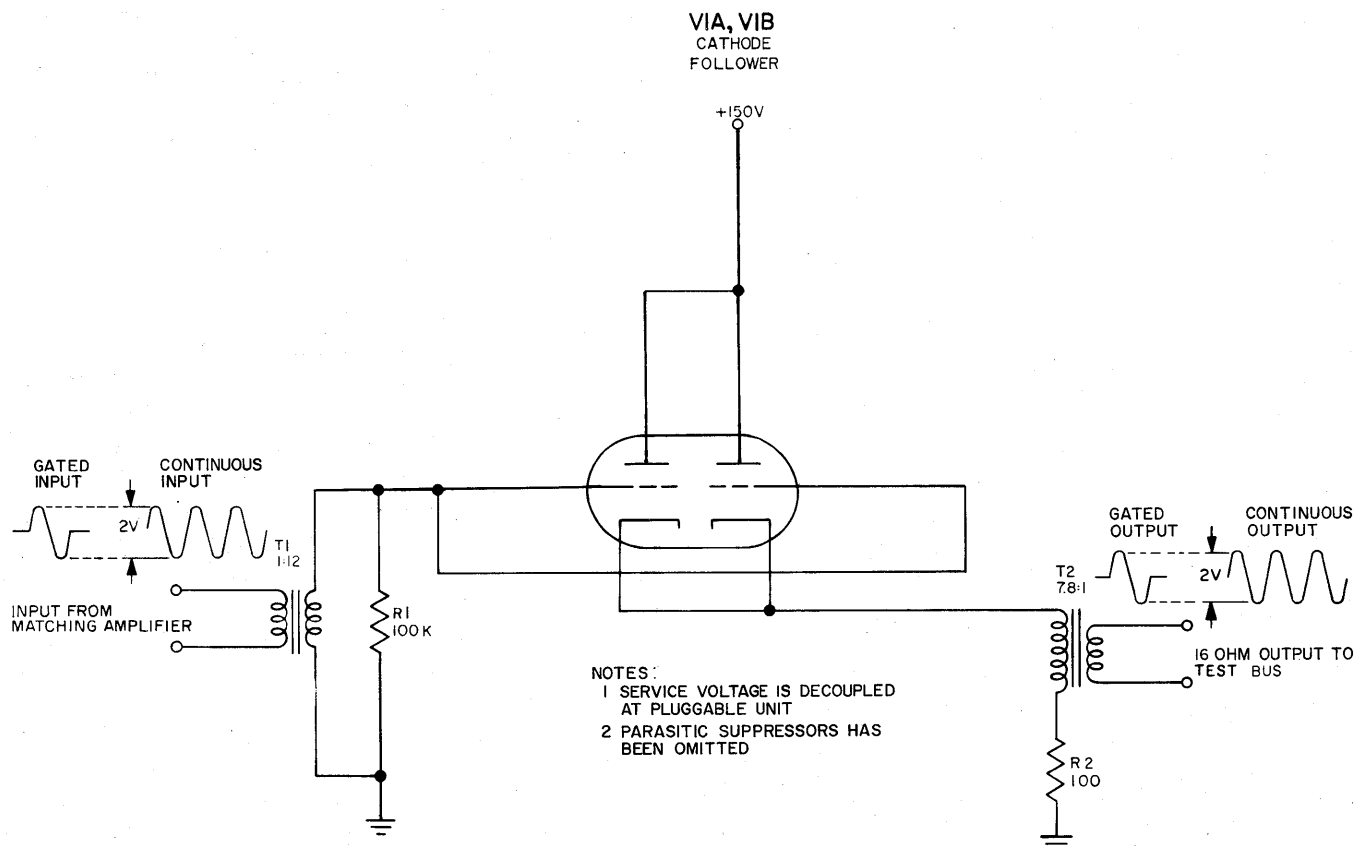 V1A, V1B
CATHODE
FOLLOWER
+150V
GATED
INPUT
CONTINUOUS
INPUT
2V
T1
1:12
INPUT FROM
MATCHING AMPLIFIER
R1
100K
GATED
OUTPUT
CONTINUOUS
OUTPUT
2V
T2
7.8:1
16 OHM OUTPUT TO
TEST BUS
R2
100
NOTES:
1 SERVICE VOLTAGE IS DECOUPLED
AT PLUGGABLE UNIT
2 PARASITIC SUPPRESSORS HAS
BEEN OMITTED